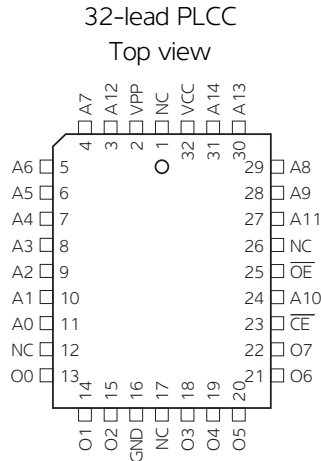 32-lead PLCC
Top view
A7 A12 VPP NC VCC A14 A13
4 3 2 1 32 31 30
A6 5 29 A8
A5 6 28 A9
A4 7 27 A11
A3 8 26 NC
A2 9 25 OE
A1 10 24 A10
A0 11 23 CE
NC 12 22 O7
O0 13 21 O6
14 15 16 17 18 19 20
O1 O2 GND NC O3 O4 O5